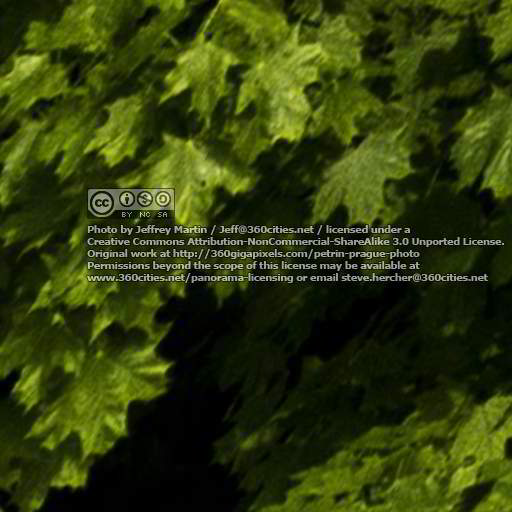 cc BY NC SA
Photo by Jeffrey Martin / Jeff@360cities.net / licensed under a
Creative Commons Attribution-NonCommercial-ShareAlike 3.0 Unported License.
Original work at http://360gigapixels.com/petrin-prague-photo
Permissions beyond the scope of this license may be available at
www.360cities.net/panorama-licensing or email steve.hercher@360cities.net